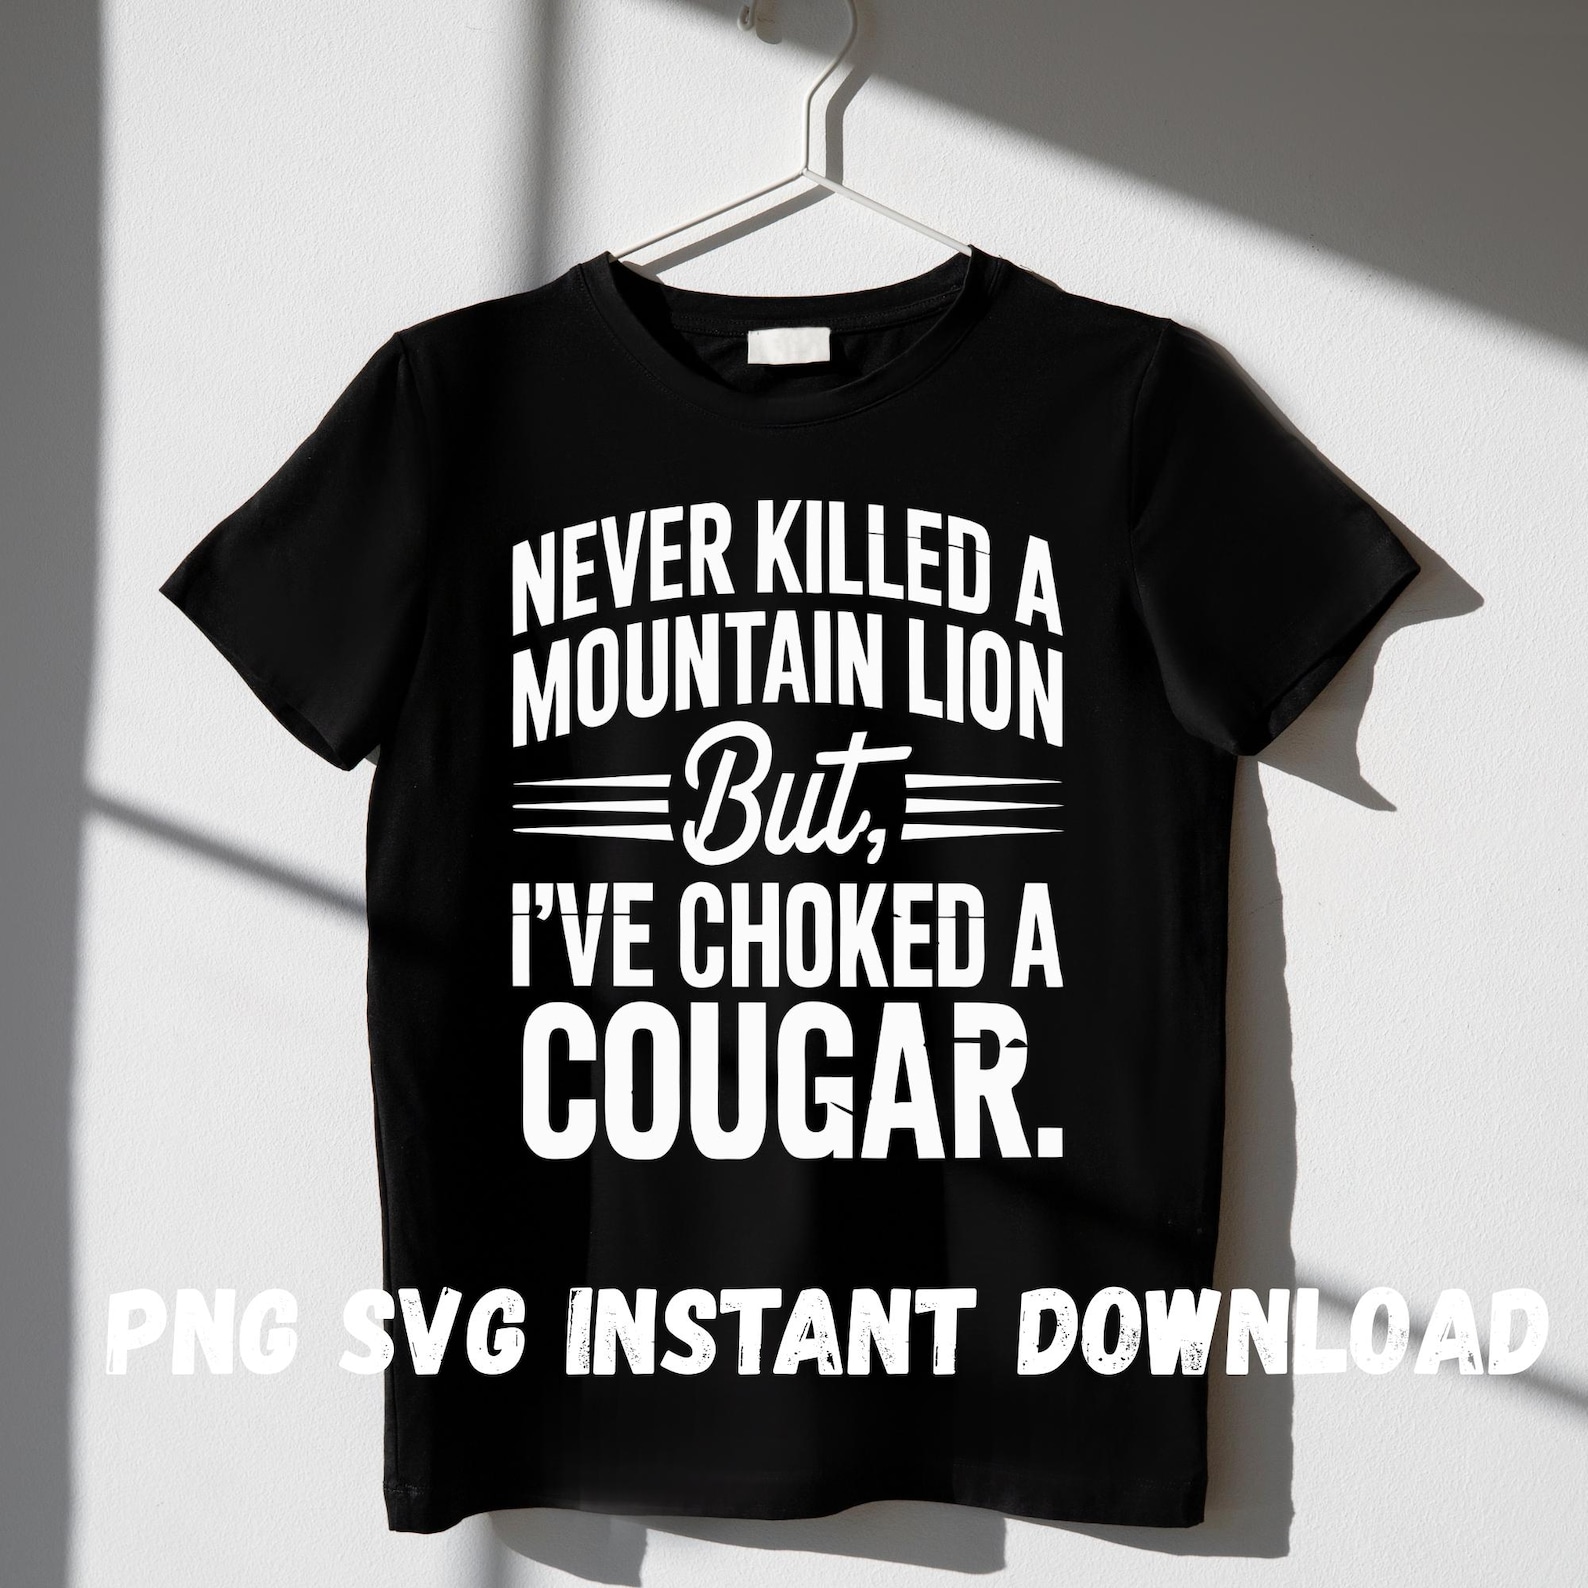 NEVER KILLED A
MOUNTAIN LION
But,
I'VE CHOKED A
COUGAR.
PNG SVG INSTANT DOWNLOAD